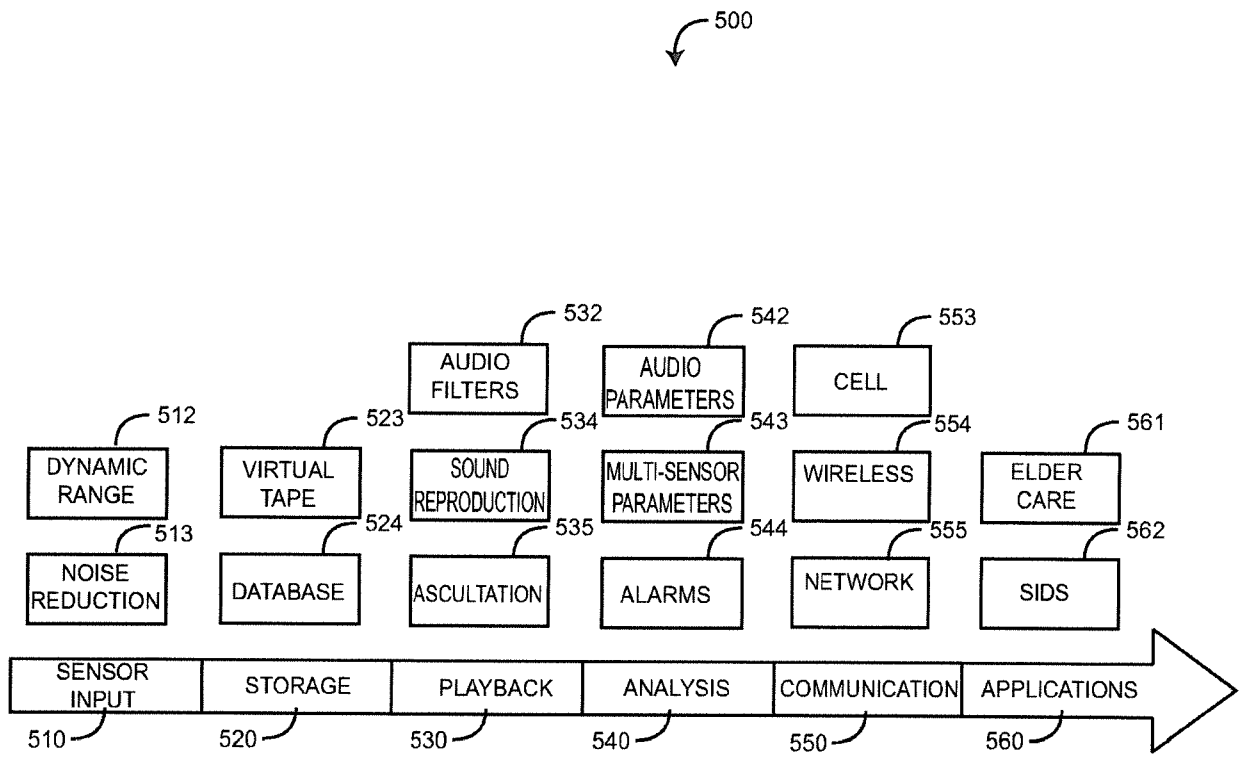 500
532
542
553
AUDIO
FILTERS
AUDIO
PARAMETERS
CELL
512
523
534
543
554
561
DYNAMIC
RANGE
VIRTUAL
TAPE
SOUND
REPRODUCTION
MULTI-SENSOR
PARAMETERS
WIRELESS
ELDER
CARE
513
524
535
544
555
562
NOISE
REDUCTION
DATABASE
ASCULTATION
ALARMS
NETWORK
SIDS
SENSOR
INPUT
STORAGE
PLAYBACK
ANALYSIS
COMMUNICATION
APPLICATIONS
510
520
530
540
550
560